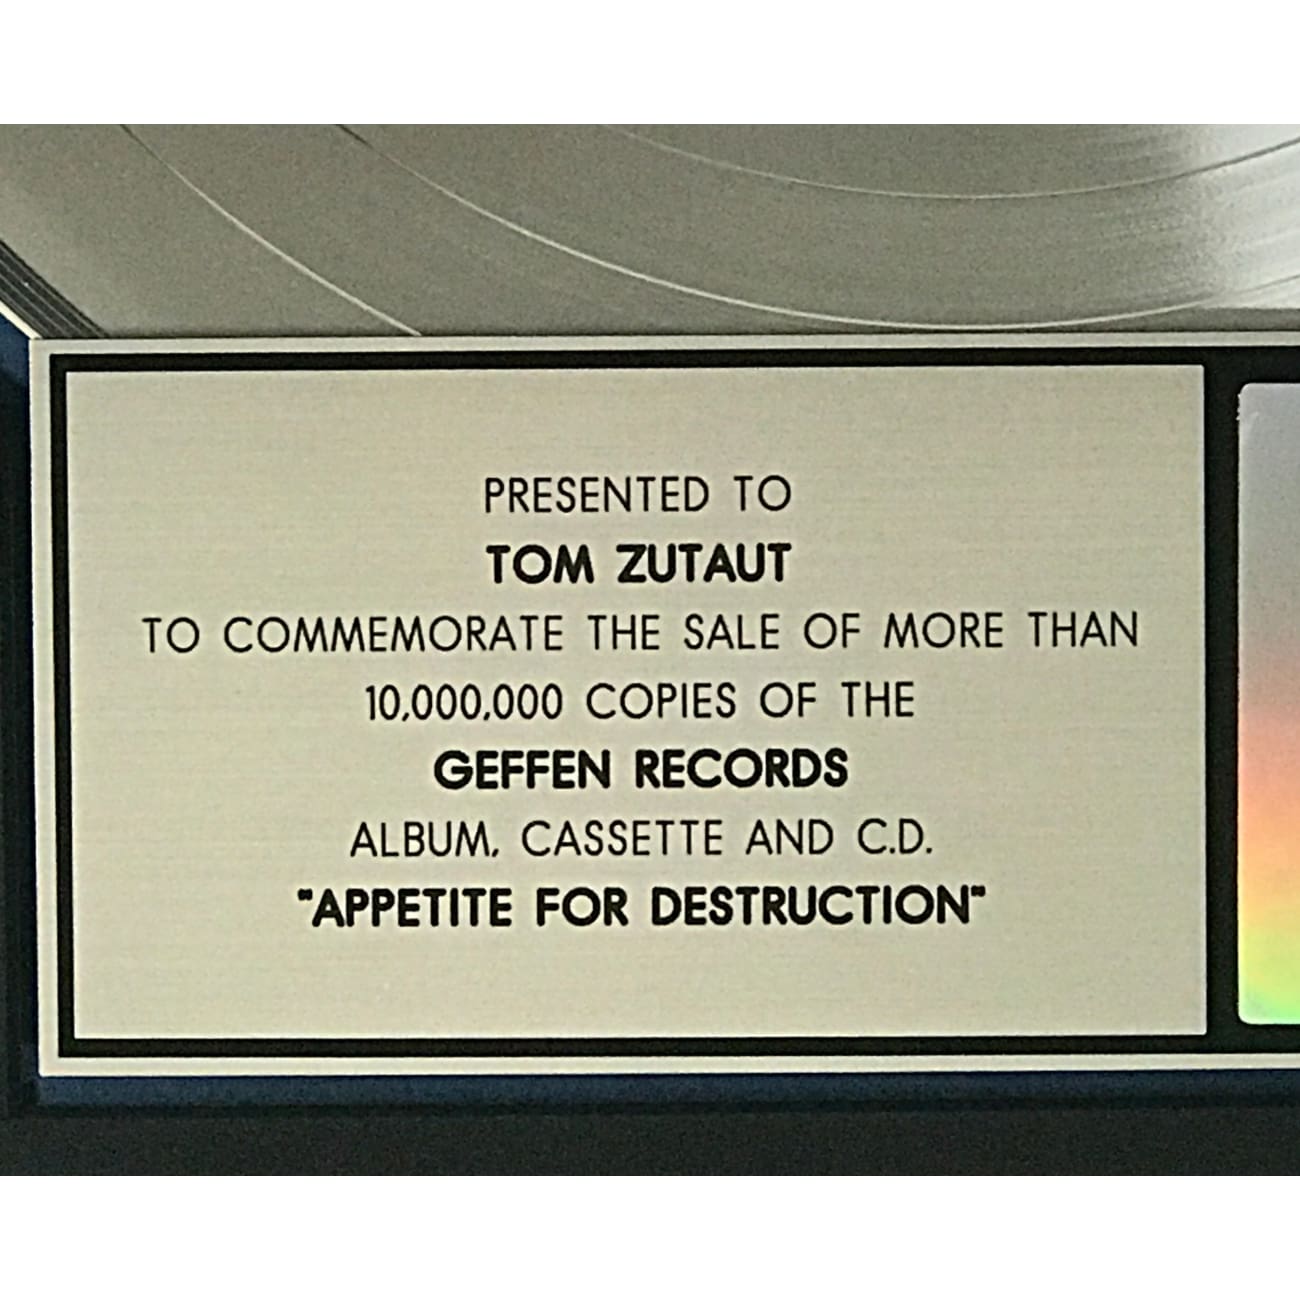 PRESENTED TO
TOM ZUTAUT
TO COMMEMORATE THE SALE OF MORE THAN
10,000,000 COPIES OF THE
GEFFEN RECORDS
ALBUM, CASSETTE AND C.D.
"APPETITE FOR DESTRUCTION"